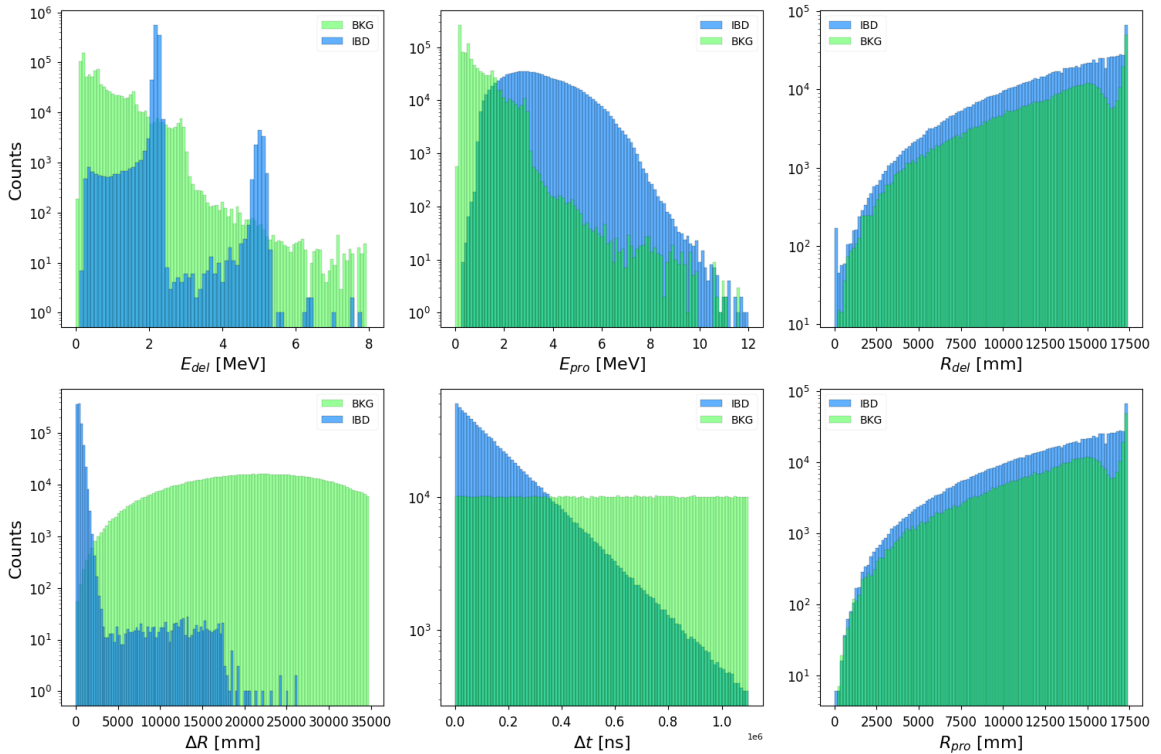 10^6
10^5
10^4
10^3
10^2
10^1
10^0
Counts
BKG
IBD
0 2 4 6 8
E_del [MeV]
10^5
10^4
10^3
10^2
10^1
10^0
IBD
BKG
0 2 4 6 8 10 12
E_pro [MeV]
10^5
10^4
10^3
10^2
10^1
IBD
BKG
0 2500 5000 7500 10000 12500 15000 17500
R_del [mm]
10^5
10^4
10^3
10^2
10^1
10^0
Counts
BKG
IBD
0 5000 10000 15000 20000 25000 30000 35000
ΔR [mm]
10^4
10^3
IBD
BKG
0.0 0.2 0.4 0.6 0.8 1.0
1e6
Δt [ns]
10^5
10^4
10^3
10^2
10^1
IBD
BKG
0 2500 5000 7500 10000 12500 15000 17500
R_pro [mm]